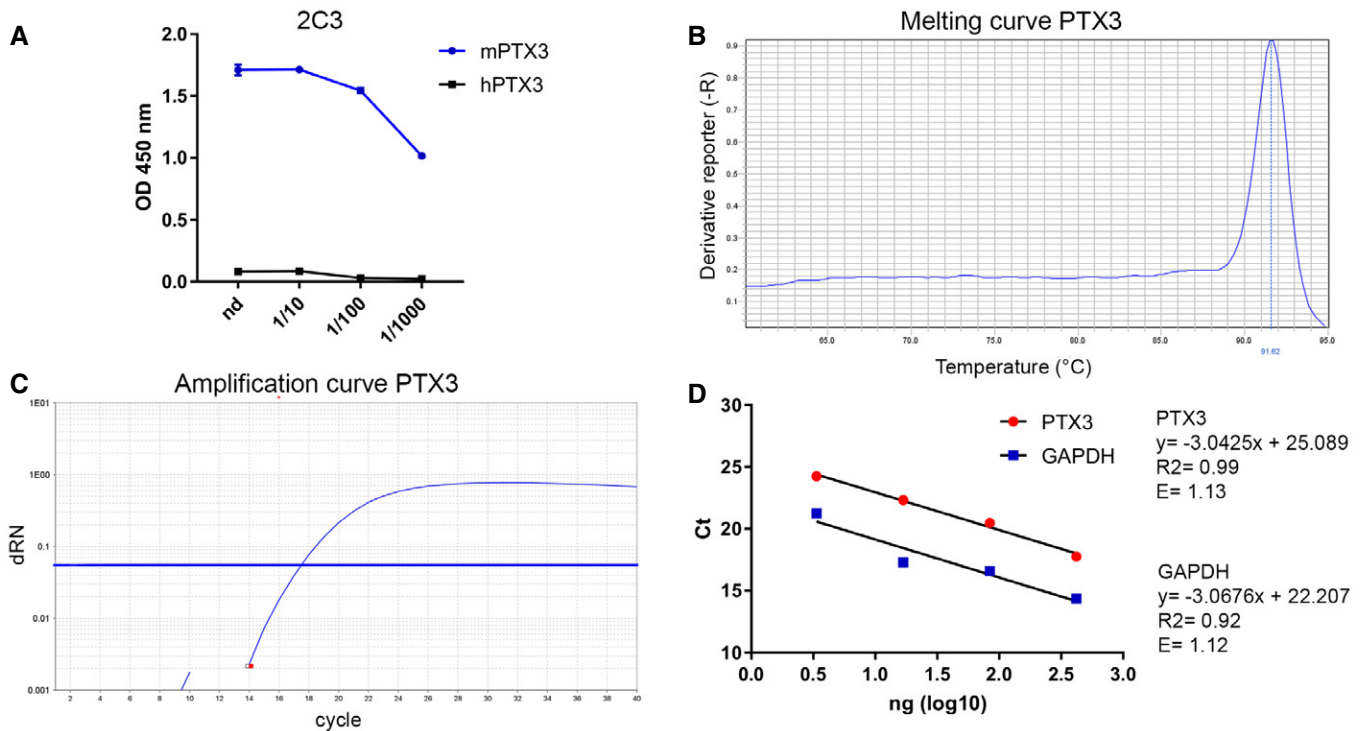 A
2C3
mPTX3
hPTX3
OD 450 nm
2.0
1.5
1.0
0.5
0.0
nd
1/10
1/100
1/1000
B
Melting curve PTX3
Derivative reporter (-R)
0.9
0.8
0.7
0.6
0.5
0.4
0.3
0.2
0.1
65.0
70.0
75.0
80.0
85.0
90.0
95.0
91.62
Temperature (°C)
C
Amplification curve PTX3
dRN
1E01
1E00
0.1
0.01
0.001
2 4 6 8 10 12 14 16 18 20 22 24 26 28 30 32 34 36 38 40
cycle
D
PTX3
GAPDH
Ct
30
25
20
15
10
0.0 0.5 1.0 1.5 2.0 2.5 3.0
ng (log10)
PTX3
y= -3.0425x + 25.089
R2= 0.99
E= 1.13
GAPDH
y= -3.0676x + 22.207
R2= 0.92
E= 1.12